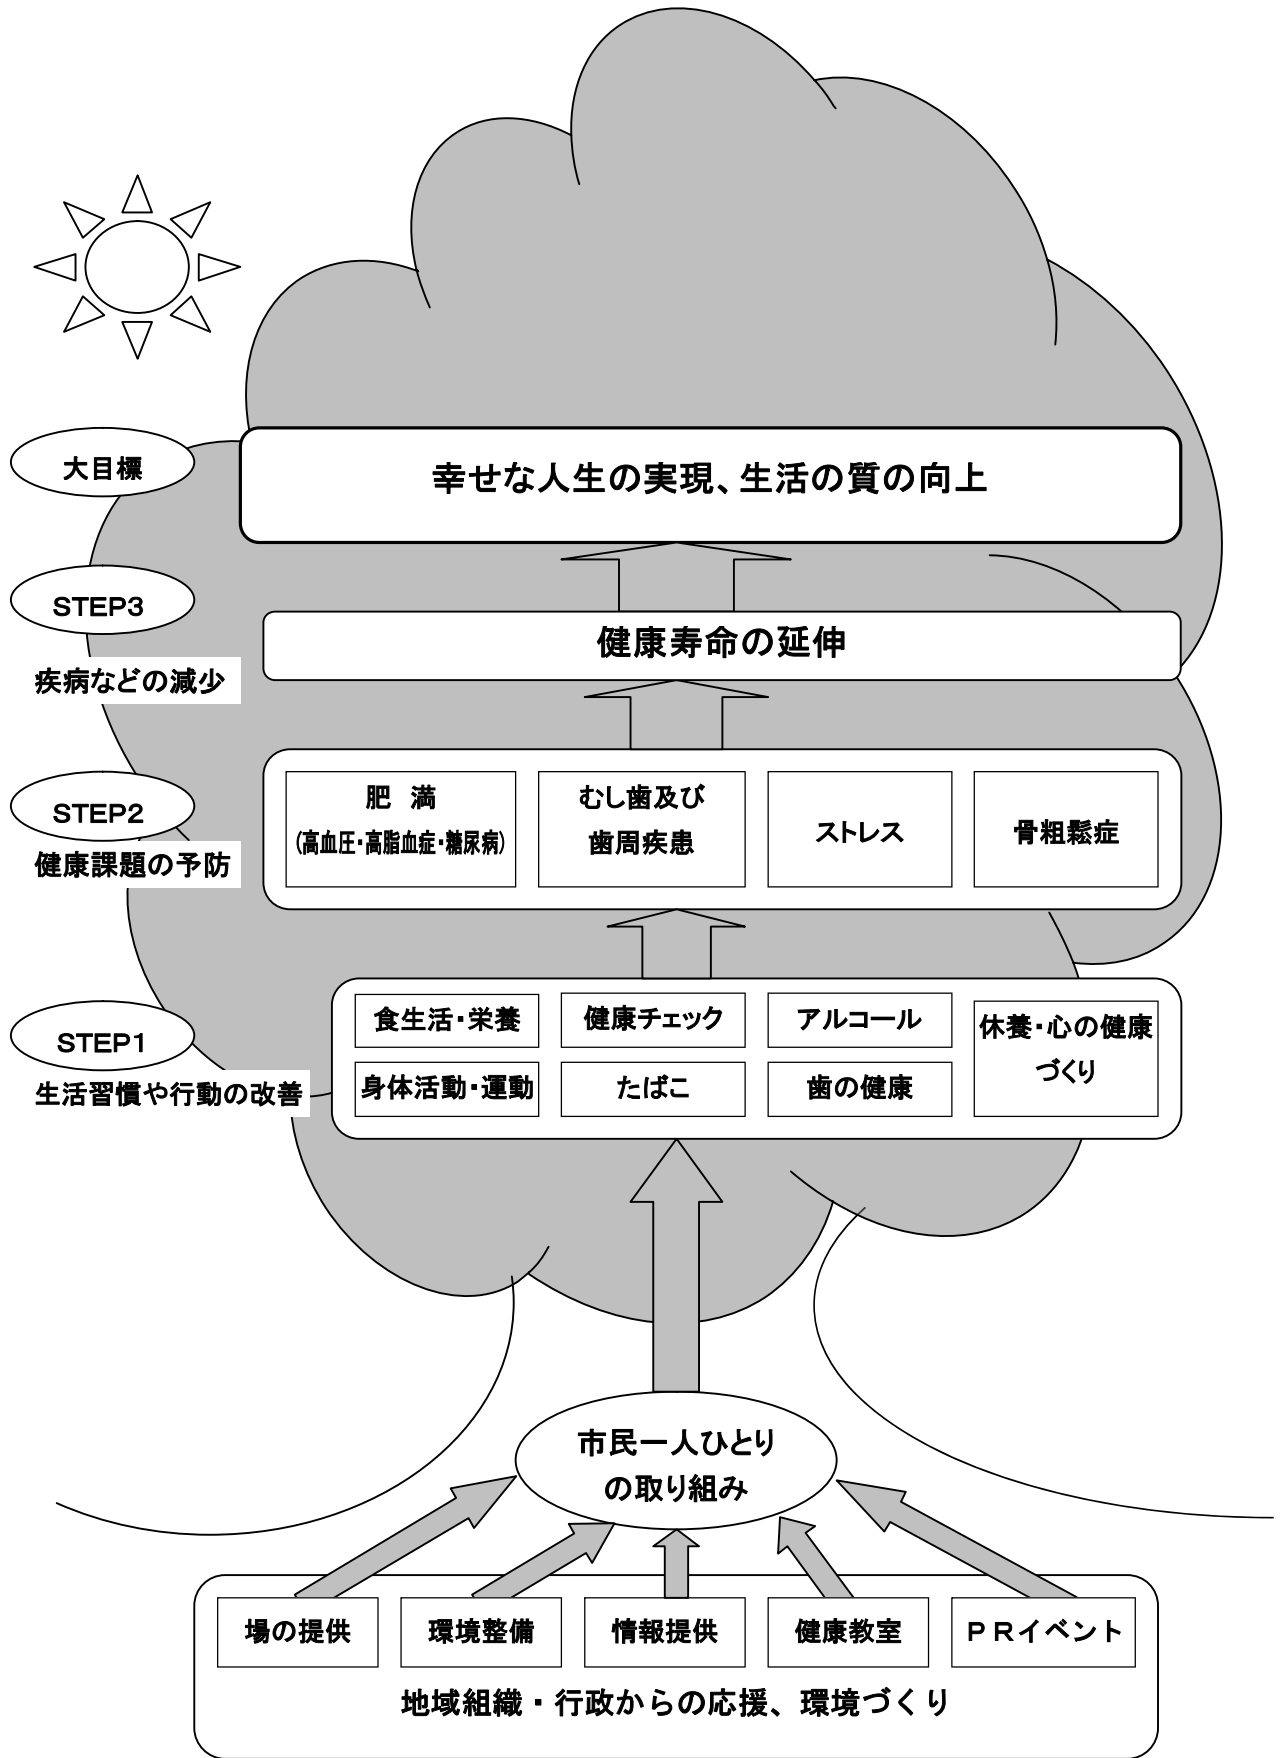 大目標
幸せな人生の実現、生活の質の向上
STEP3
疾病などの減少
健康寿命の延伸
STEP2
健康課題の予防
肥 満
(高血圧・高脂血症・糖尿病)
むし歯及び
歯周疾患
ストレス
骨粗鬆症
STEP1
生活習慣や行動の改善
食生活・栄養
健康チェック
アルコール
休養・心の健康
づくり
身体活動・運動
たばこ
歯の健康
市民一人ひとり
の取り組み
場の提供
環境整備
情報提供
健康教室
ＰＲイベント
地域組織・行政からの応援、環境づくり